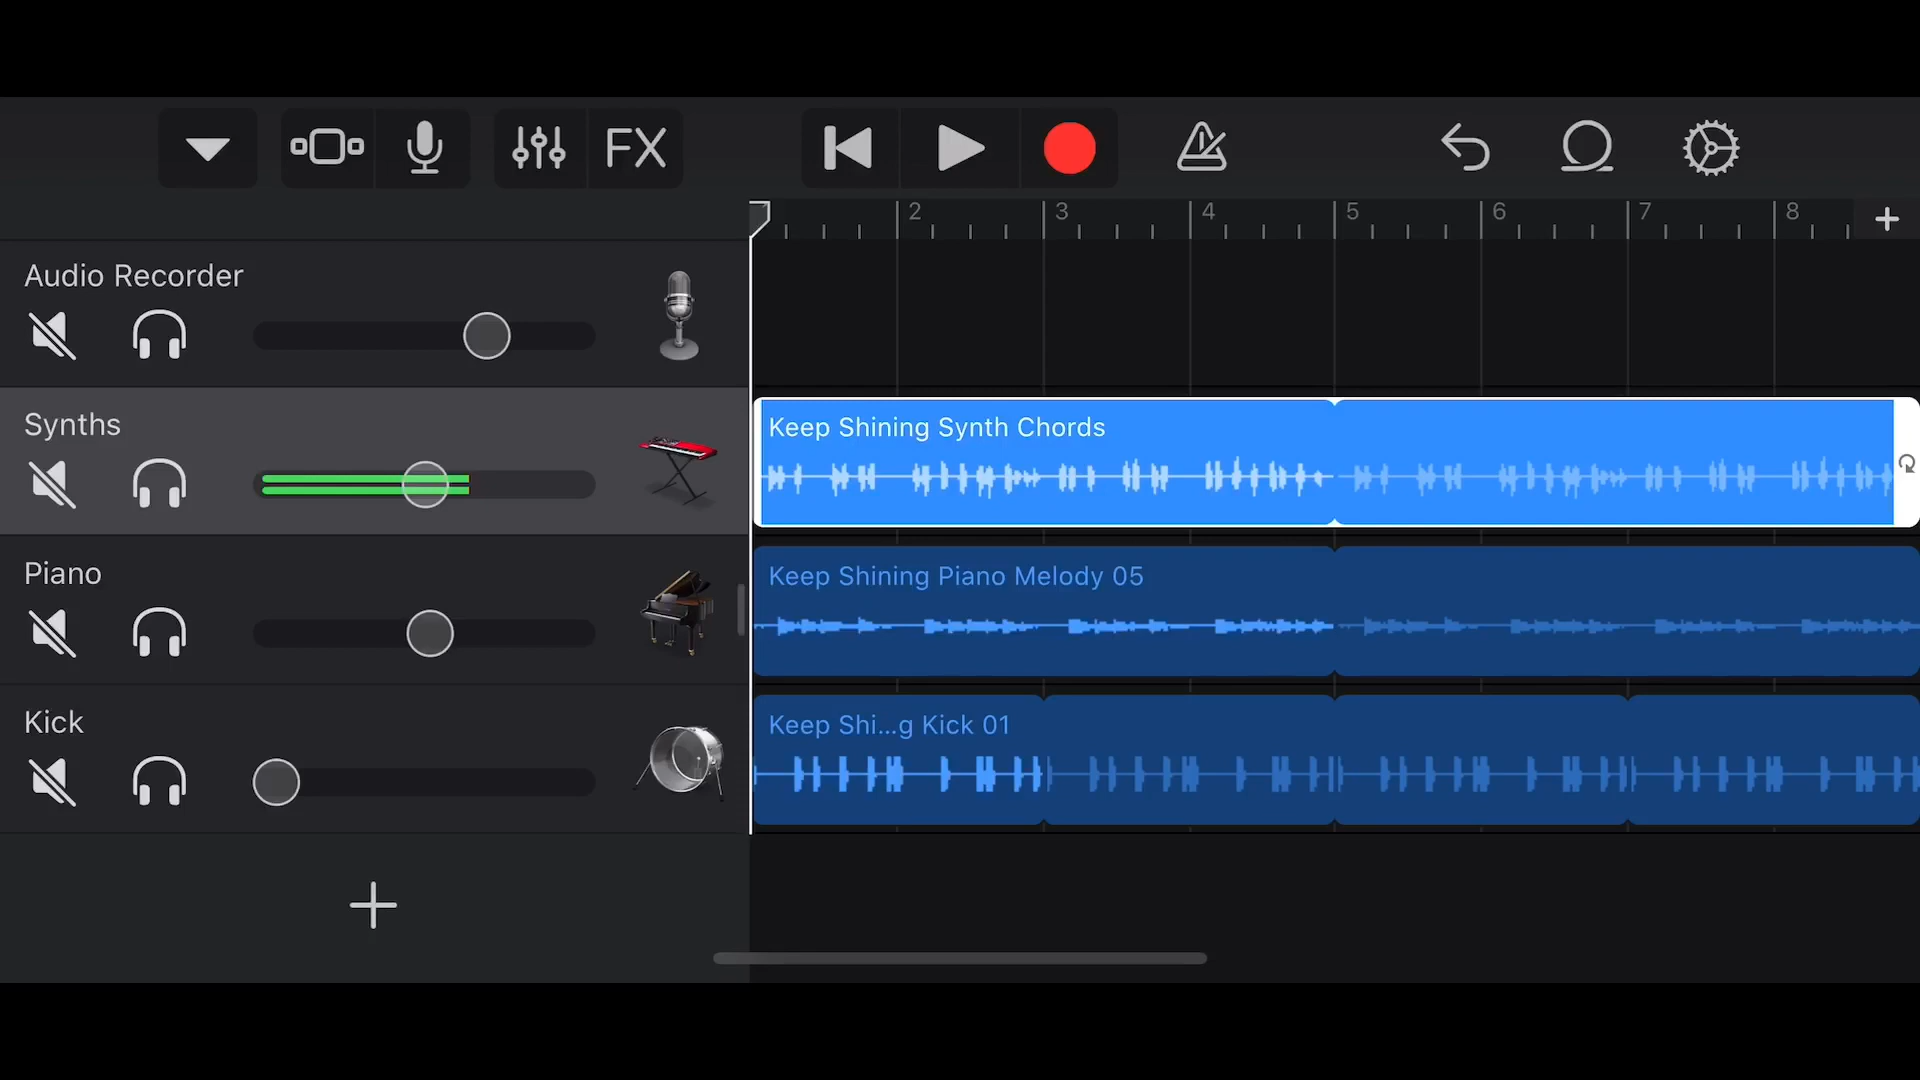 FX
2 3 4 5 6 7 8
Audio Recorder
Synths
Keep Shining Synth Chords
Piano
Keep Shining Piano Melody 05
Kick
Keep Shi...g Kick 01